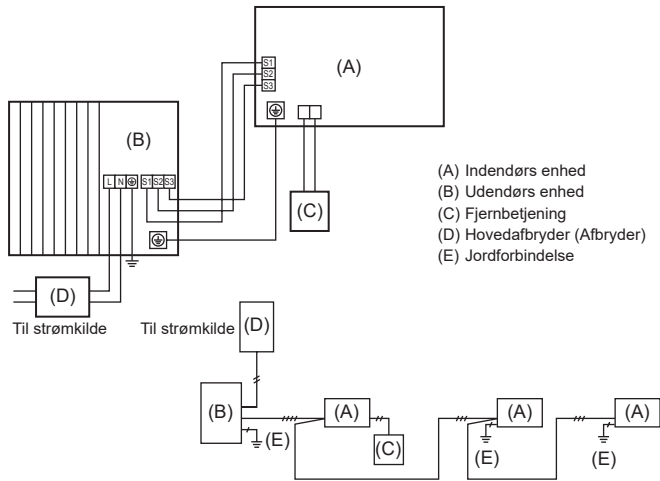 (A)
S1
S2
S3
(B)
L N S1 S2 S3
(C)
(D)
Til strømkilde
(A) Indendørs enhed
(B) Udendørs enhed
(C) Fjernbetjening
(D) Hovedafbryder (Afbryder)
(E) Jordforbindelse
Til strømkilde
(D)
(B)
(E)
(A)
(C)
(A)
(E)
(A)
(E)